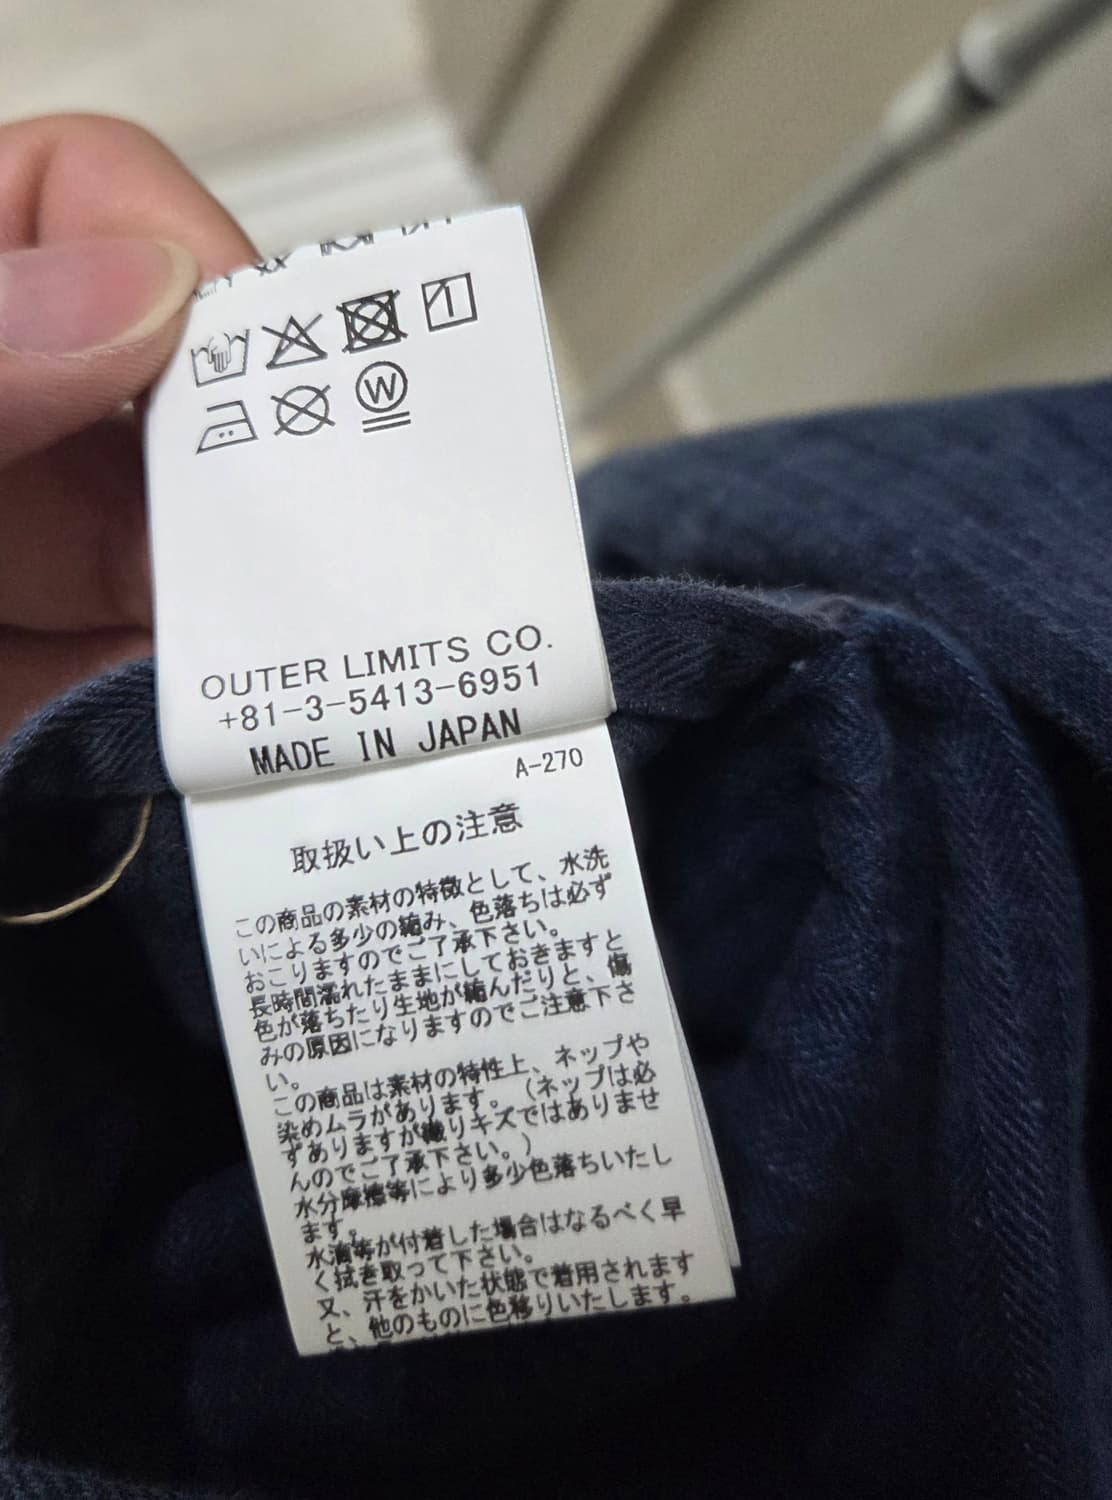 W
OUTER LIMITS CO.
+81-3-5413-6951
MADE IN JAPAN
A-270
取扱い上の注意
この商品の素材の特徴として、水洗
いによる多少の縮み、色落ちは必ず
おこりますのでご了承下さい。
長時間濡れたままにしておきますと
色が落ちたり生地が縮んだりと、傷
みの原因になりますのでご注意下さ
い。
この商品は素材の特性上、ネップや
染めムラがあります。（ネップは必
ずありますが織りキズではありませ
んのでご了承下さい。）
水分摩擦等により多少色落ちいたし
ます。
水滴等が付着した場合はなるべく早
く拭き取って下さい。
又、汗をかいた状態で着用されます
と、他のものに色移りいたします。